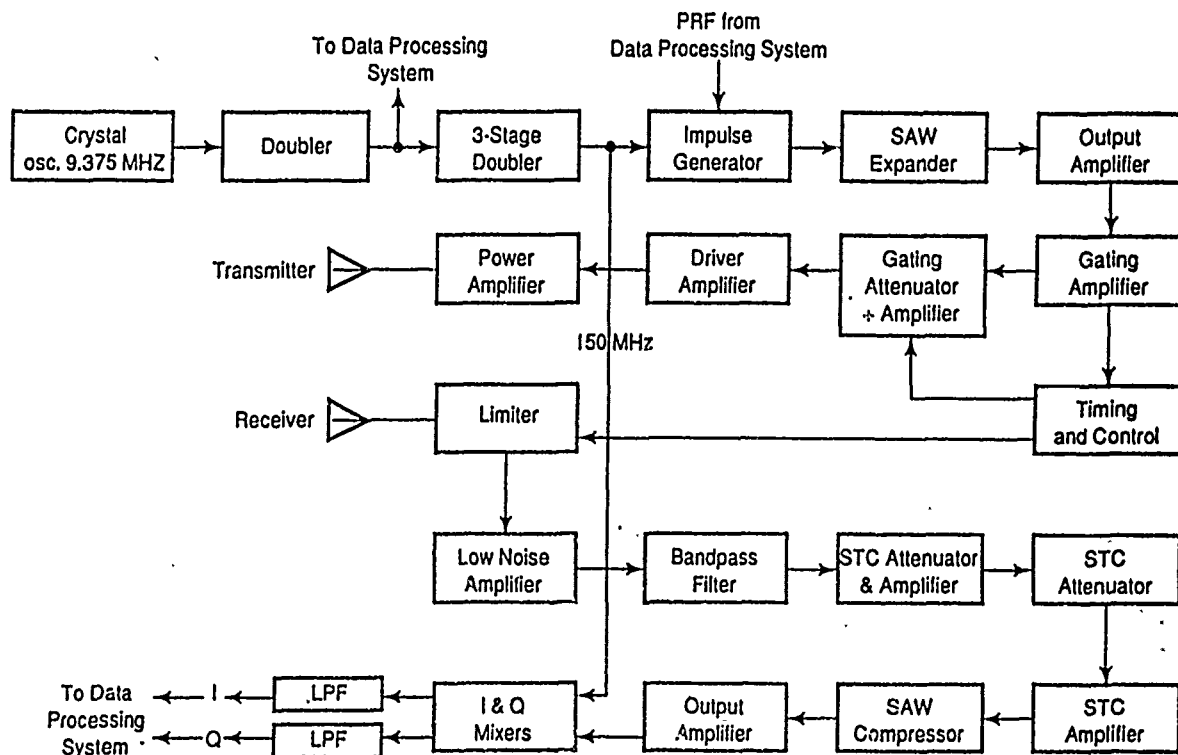 To Data Processing
System
PRF from
Data Processing System
Crystal
osc. 9.375 MHZ
Doubler
3-Stage
Doubler
Impulse
Generator
SAW
Expander
Output
Amplifier
Transmitter
Power
Amplifier
Driver
Amplifier
Gating
Attenuator
+ Amplifier
Gating
Amplifier
150 MHz
Receiver
Limiter
Timing
and Control
Low Noise
Amplifier
Bandpass
Filter
STC Attenuator
& Amplifier
STC
Attenuator
To Data
Processing
System
I
Q
LPF
LPF
I & Q
Mixers
Output
Amplifier
SAW
Compressor
STC
Amplifier